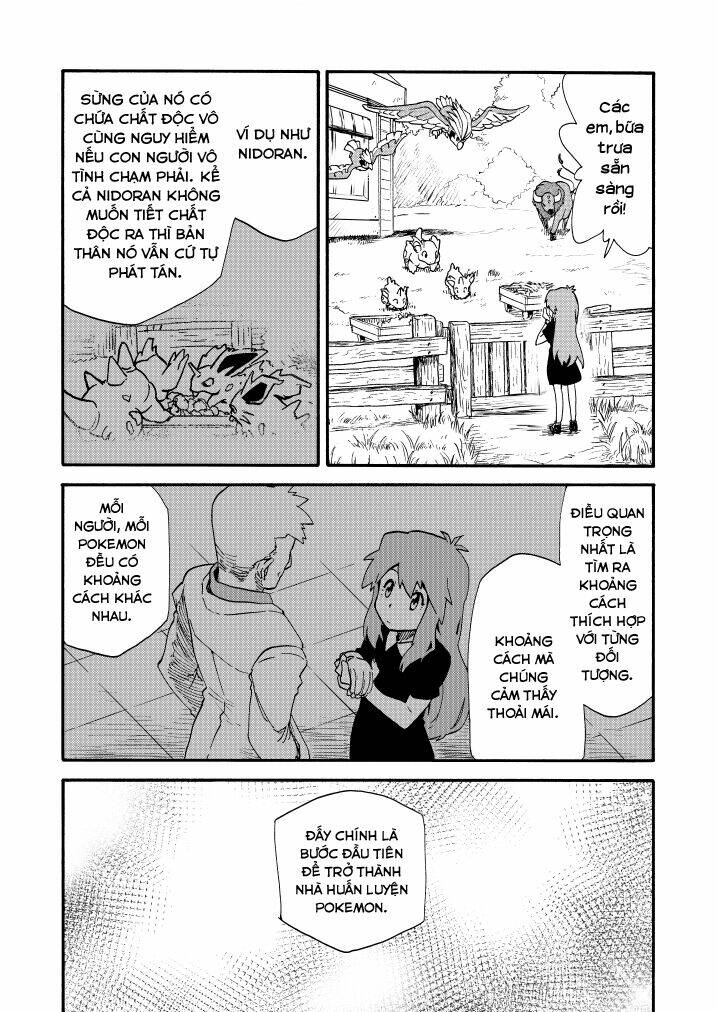 Các
em, bữa
trưa
sẵn
sàng
rồi!
VÍ DỤ NHƯ
NIDORAN.
SỪNG CỦA NÓ CÓ
CHỨA CHẤT ĐỘC VÔ
CÙNG NGUY HIỂM
NẾU CON NGƯỜI VÔ
TÌNH CHẠM PHẢI. KỂ
CẢ NIDORAN KHÔNG
MUỐN TIẾT CHẤT
ĐỘC RA THÌ BẢN
THÂN NÓ VẪN CỨ TỰ
PHÁT TÁN.
ĐIỀU QUAN
TRỌNG
NHẤT LÀ
TÌM RA
KHOẢNG
CÁCH
THÍCH HỢP
VỚI TỪNG
ĐỐI
TƯỢNG.
KHOẢNG
CÁCH MÀ
CHÚNG
CẢM THẤY
THOẢI MÁI.
MỖI
NGƯỜI, MỖI
POKEMON
ĐỀU CÓ
KHOẢNG
CÁCH KHÁC
NHAU.
ĐẤY CHÍNH LÀ
BƯỚC ĐẦU TIÊN
ĐỂ TRỞ THÀNH
NHÀ HUẤN LUYỆN
POKEMON.